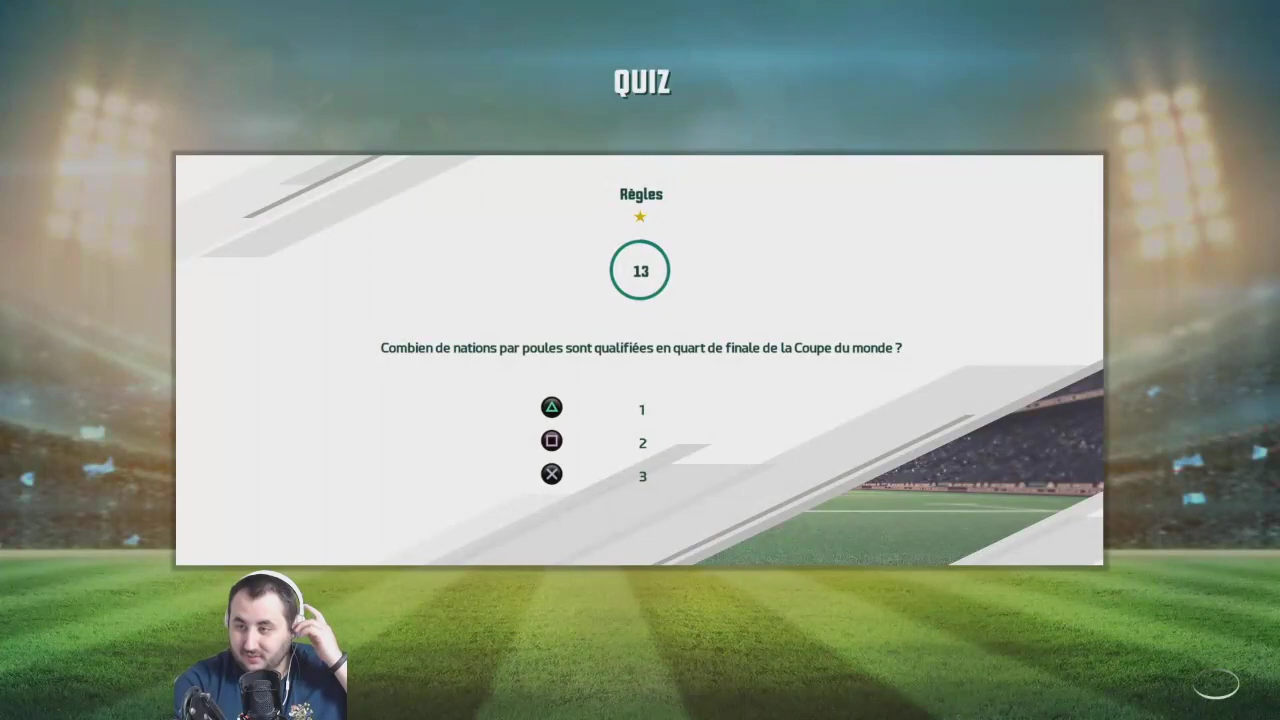 QUIZ
Règles
13
Combien de nations par poules sont qualifiées en quart de finale de la Coupe du monde ?
1
2
3